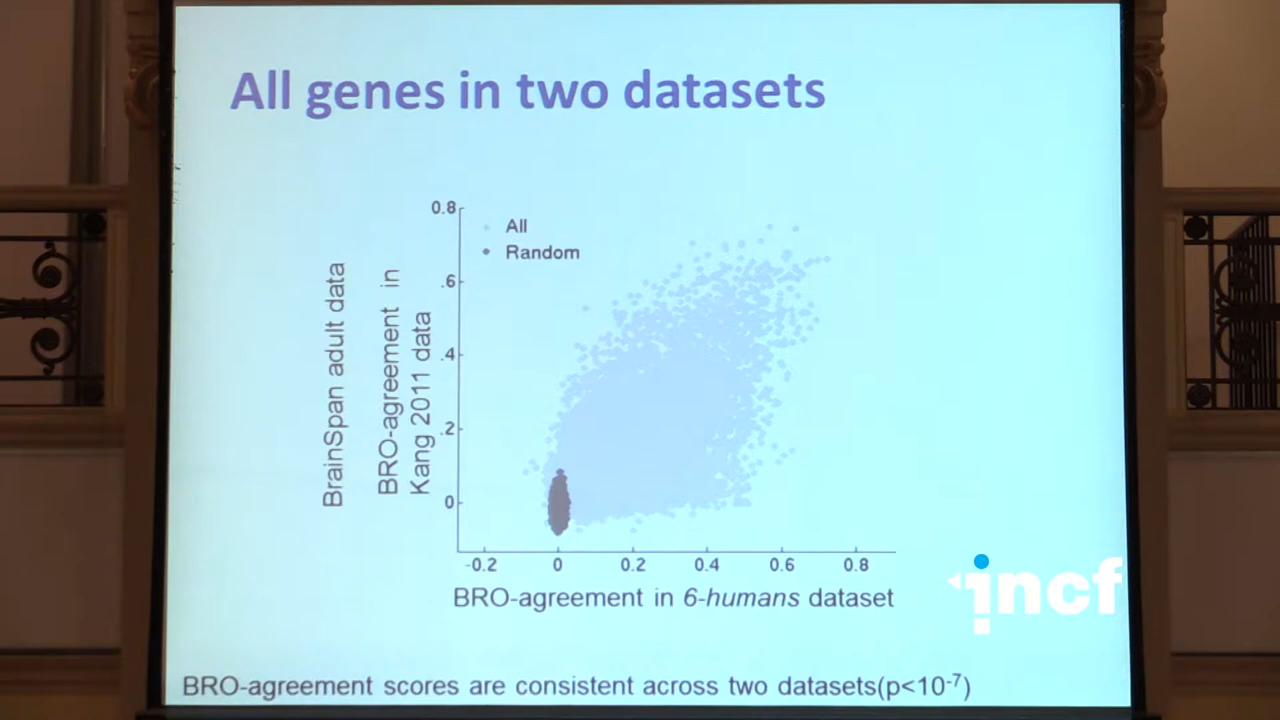 All genes in two datasets
All
Random
BrainSpan adult data
BRO-agreement in
Kang 2011 data
0.8
.6
.4
.2
0
-0.2 0 0.2 0.4 0.6 0.8
BRO-agreement in 6-humans dataset
incf
BRO-agreement scores are consistent across two datasets(p<10⁻⁷)